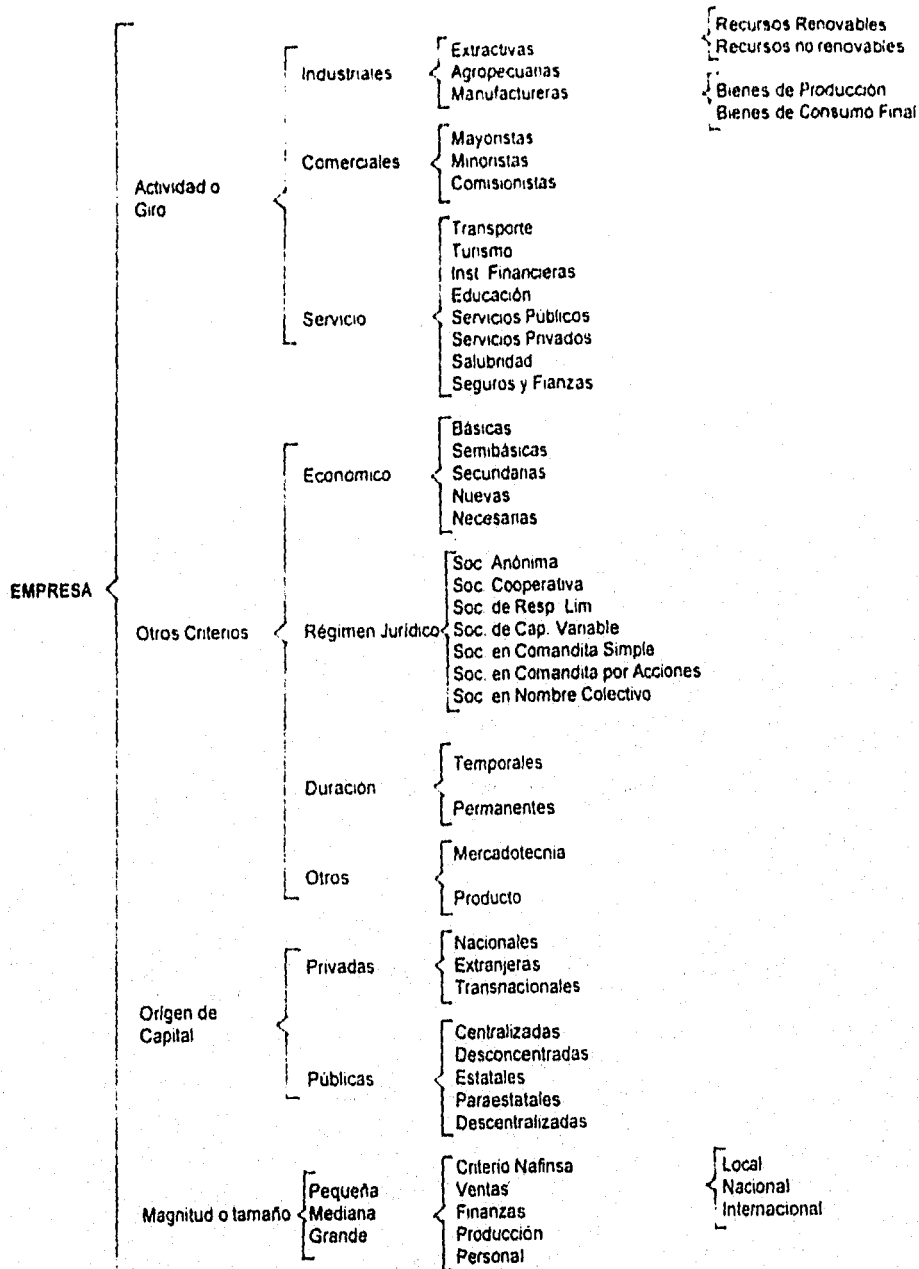 Recursos Renovables
Recursos no renovables
Extractivas
Industriales
Agropecuarias
Manufactureras
Bienes de Producción
Bienes de Consumo Final
Mayoristas
Comerciales
Minoristas
Comisionistas
Actividad o
Giro
Transporte
Turismo
Inst. Financieras
Educación
Servicio
Servicios Públicos
Servicios Privados
Salubridad
Seguros y Fianzas
Básicas
Semibásicas
Económico
Secundarias
Nuevas
Necesarias
EMPRESA
Soc Anónima
Soc Cooperativa
Soc de Resp Lim
Otros Criterios
Régimen Jurídico
Soc. de Cap. Variable
Soc en Comandita Simple
Soc. en Comandita por Acciones
Soc en Nombre Colectivo
Temporales
Duración
Permanentes
Mercadotecnia
Otros
Producto
Nacionales
Privadas
Extranjeras
Transnacionales
Orígen de
Capital
Centralizadas
Desconcentradas
Públicas
Estatales
Paraestatales
Descentralizadas
Magnitud o tamaño
Pequeña
Mediana
Grande
Criterio Nafinsa
Ventas
Finanzas
Producción
Personal
Local
Nacional
Internacional